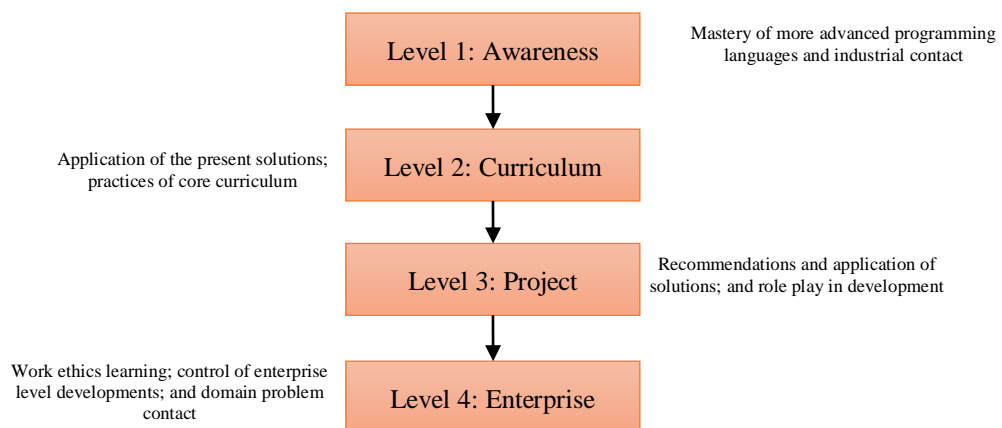 Level 1: Awareness
Mastery of more advanced programming
languages and industrial contact
Application of the present solutions;
practices of core curriculum
Level 2: Curriculum
Level 3: Project
Recommendations and application of
solutions; and role play in development
Work ethics learning; control of enterprise
level developments; and domain problem
contact
Level 4: Enterprise